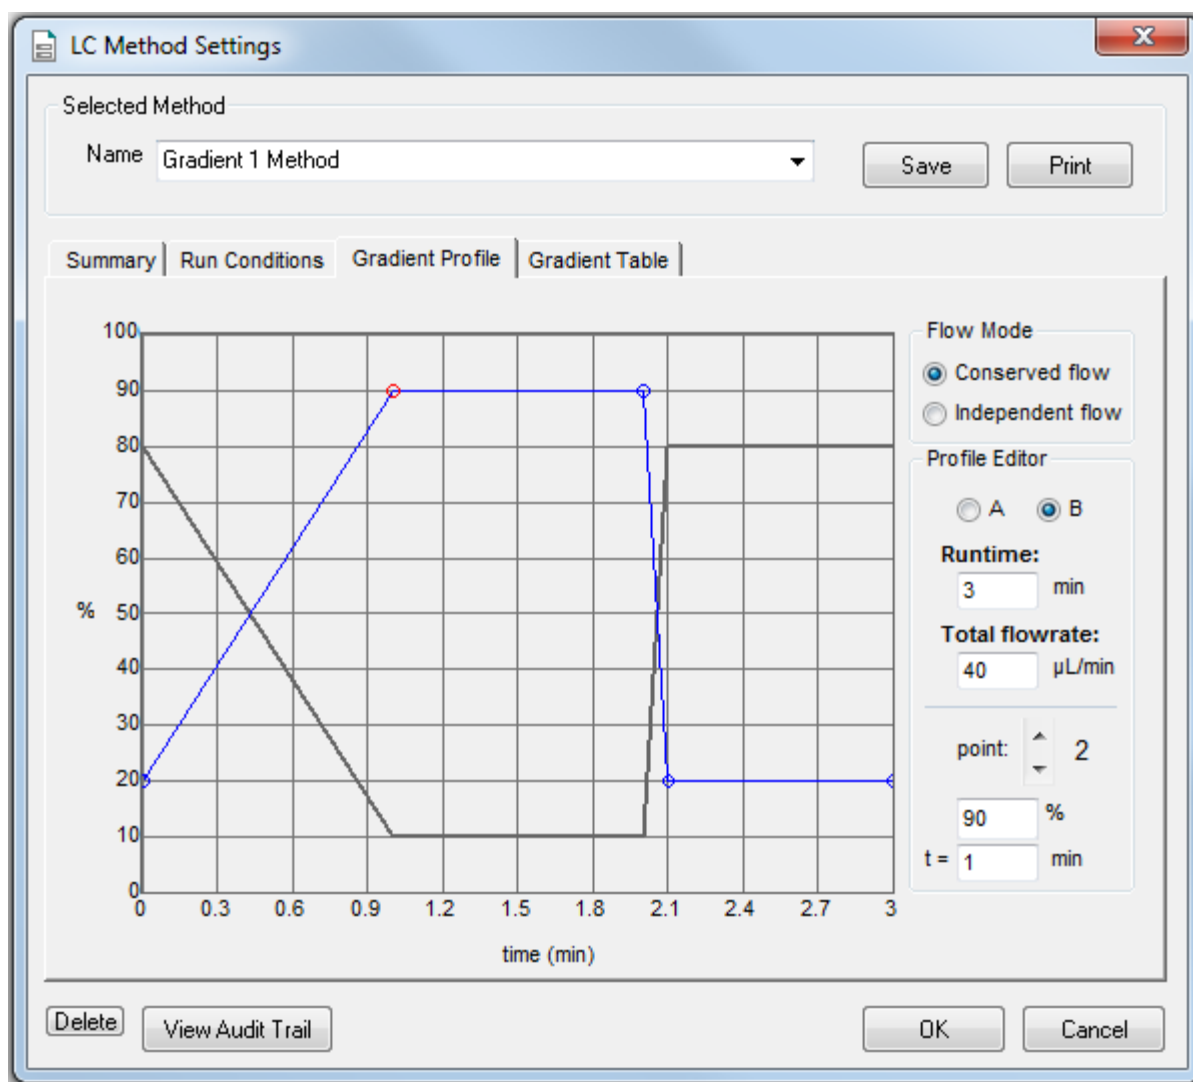 LC Method Settings
Selected Method
Name Gradient 1 Method Save Print
Summary Run Conditions Gradient Profile Gradient Table
100
90
80
70
60
50
40
30
20
10
0
%
0 0.3 0.6 0.9 1.2 1.5 1.8 2.1 2.4 2.7 3
time (min)
Flow Mode
Conserved flow
Independent flow
Profile Editor
A B
Runtime:
3 min
Total flowrate:
40 µL/min
point: 2
90 %
t = 1 min
Delete View Audit Trail OK Cancel